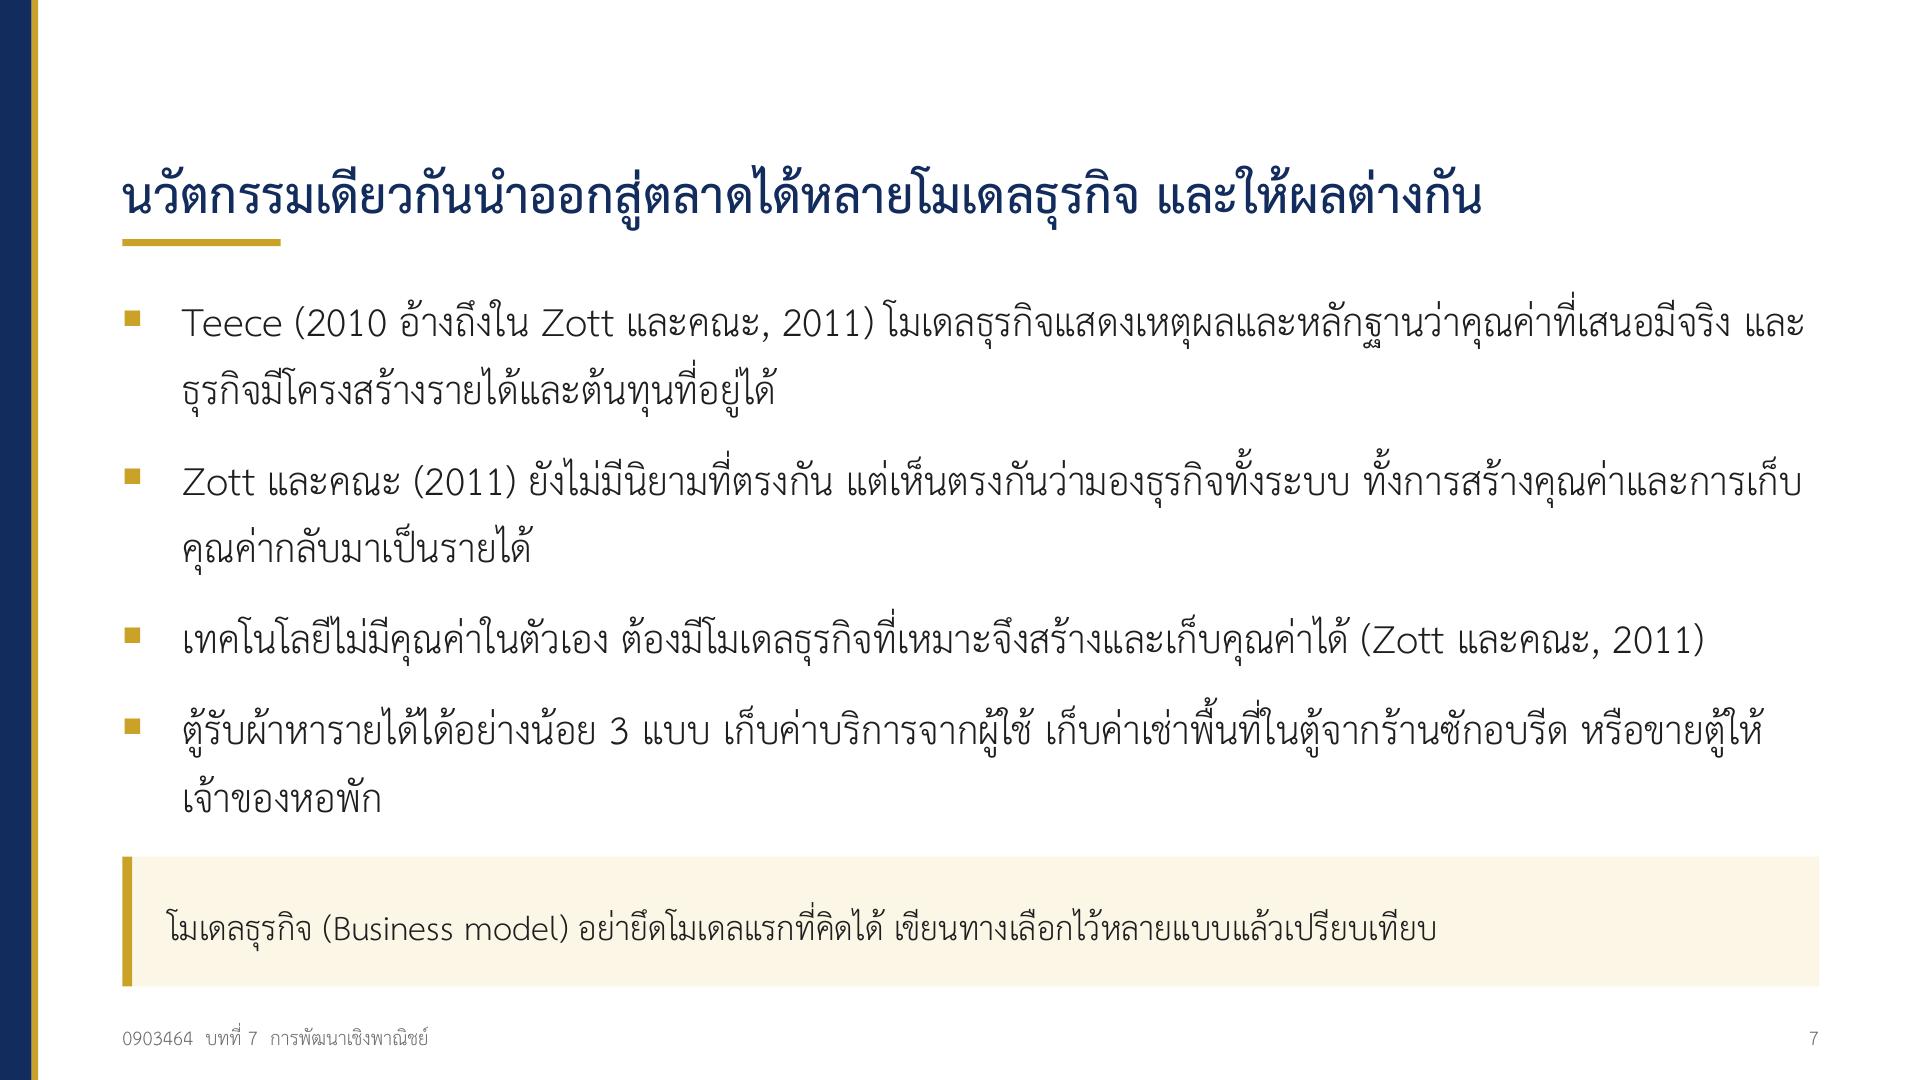 นวัตกรรมเดียวกันนำออกสู่ตลาดได้หลายโมเดลธุรกิจ และให้ผลต่างกัน
▪ Teece (2010 อ้างถึงใน Zott และคณะ, 2011) โมเดลธุรกิจแสดงเหตุผลและหลักฐานว่าคุณค่าที่เสนอมีจริง และ
ธุรกิจมีโครงสร้างรายได้และต้นทุนที่อยู่ได้
▪ Zott และคณะ (2011) ยังไม่มีนิยามที่ตรงกัน แต่เห็นตรงกันว่ามองธุรกิจทั้งระบบ ทั้งการสร้างคุณค่าและการเก็บ
คุณค่ากลับมาเป็นรายได้
▪ เทคโนโลยีไม่มีคุณค่าในตัวเอง ต้องมีโมเดลธุรกิจที่เหมาะจึงสร้างและเก็บคุณค่าได้ (Zott และคณะ, 2011)
▪ ตู้รับผ้าหารายได้ได้อย่างน้อย 3 แบบ เก็บค่าบริการจากผู้ใช้ เก็บค่าเช่าพื้นที่ในตู้จากร้านซักอบรีด หรือขายตู้ให้
เจ้าของหอพัก
โมเดลธุรกิจ (Business model) อย่ายึดโมเดลแรกที่คิดได้ เขียนทางเลือกไว้หลายแบบแล้วเปรียบเทียบ
0903464 บทที่ 7 การพัฒนาเชิงพาณิชย์
7